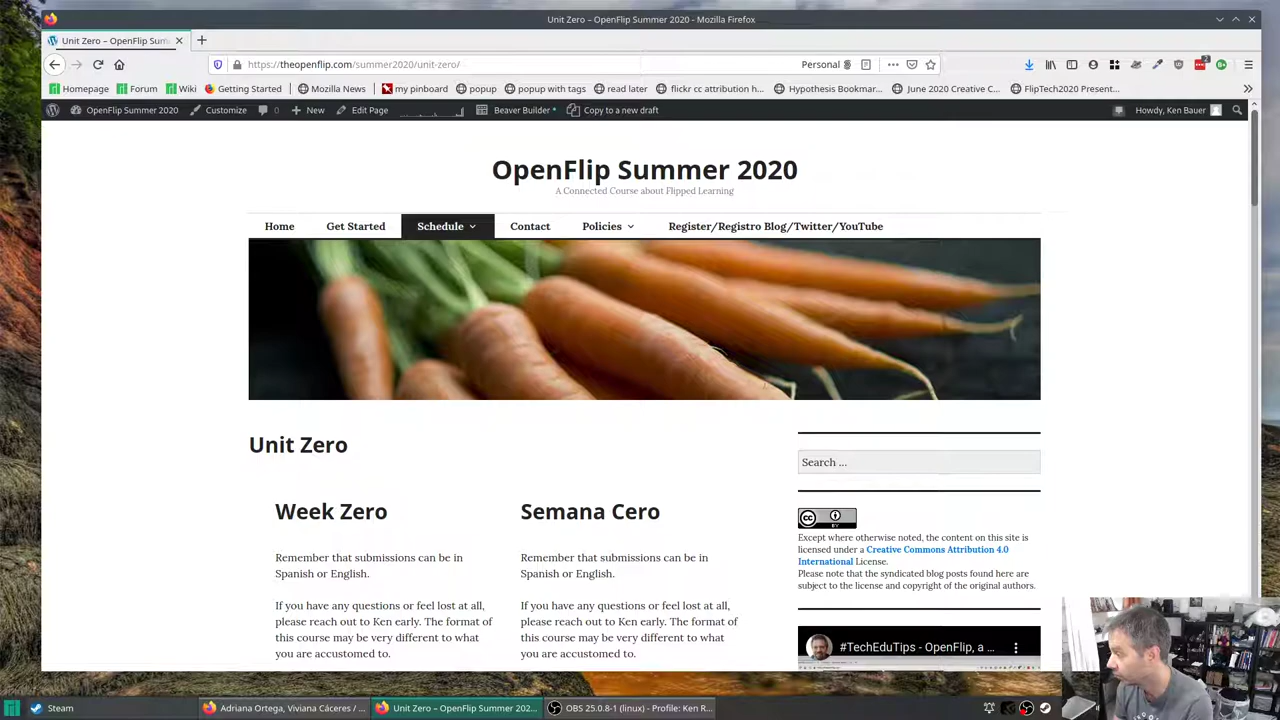 Unit Zero – OpenFlip Summer 2020 - Mozilla Firefox
Unit Zero – OpenFlip Sum
https://theopenflip.com/summer2020/unit-zero/
Personal
2
Homepage
Forum
Wiki
Getting Started
Mozilla News
my pinboard
popup
popup with tags
read later
flickr cc attribution h...
Hypothesis Bookmar...
June 2020 Creative C...
FlipTech2020 Present...
OpenFlip Summer 2020
Customize
0
New
Edit Page
Beaver Builder
Copy to a new draft
Howdy, Ken Bauer
OpenFlip Summer 2020
A Connected Course about Flipped Learning
Home
Get Started
Schedule
Contact
Policies
Register/Registro Blog/Twitter/YouTube
Unit Zero
Week Zero
Remember that submissions can be in
Spanish or English.
If you have any questions or feel lost at all,
please reach out to Ken early. The format of
this course may be very different to what
you are accustomed to.
Semana Cero
Remember that submissions can be in
Spanish or English.
If you have any questions or feel lost at all,
please reach out to Ken early. The format of
this course may be very different to what
you are accustomed to.
Search ...
CC BY
Except where otherwise noted, the content on this site is
licensed under a Creative Commons Attribution 4.0
International License.
Please note that the syndicated blog posts found here are
subject to the license and copyright of the original authors.
#TechEduTips - OpenFlip, a ...
Steam
Adriana Ortega, Viviana Cáceres / ...
Unit Zero – OpenFlip Summer 202...
OBS 25.0.8-1 (linux) - Profile: Ken R...